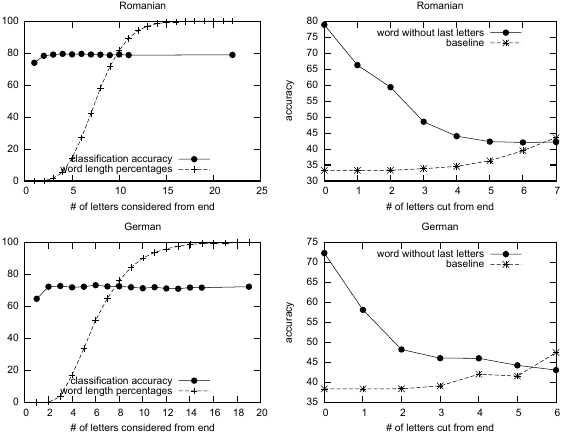 Romanian
100
80
60
40
20
0
classification accuracy
word length percentages
0 5 10 15 20 25
# of letters considered from end
Romanian
80
75
70
65
60
55
50
45
40
35
30
accuracy
word without last letters
baseline
0 1 2 3 4 5 6 7
# of letters cut from end
German
100
80
60
40
20
0
classification accuracy
word length percentages
0 2 4 6 8 10 12 14 16 18 20
# of letters considered from end
German
75
70
65
60
55
50
45
40
35
accuracy
word without last letters
baseline
0 1 2 3 4 5 6
# of letters cut from end